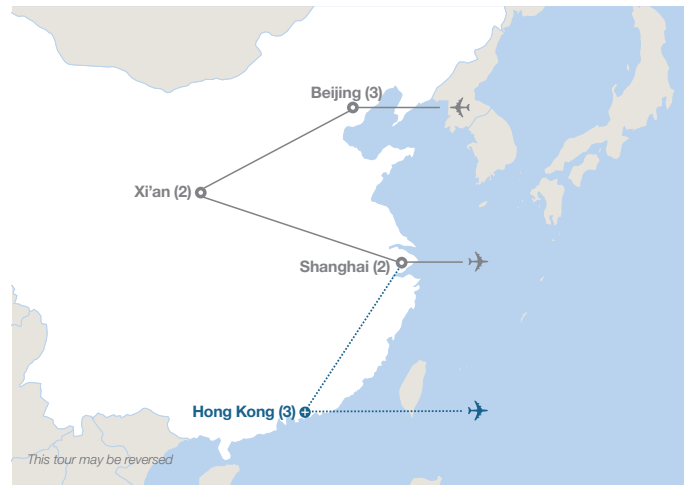 Beijing (3)
Xi’an (2)
Shanghai (2)
Hong Kong (3)
This tour may be reversed